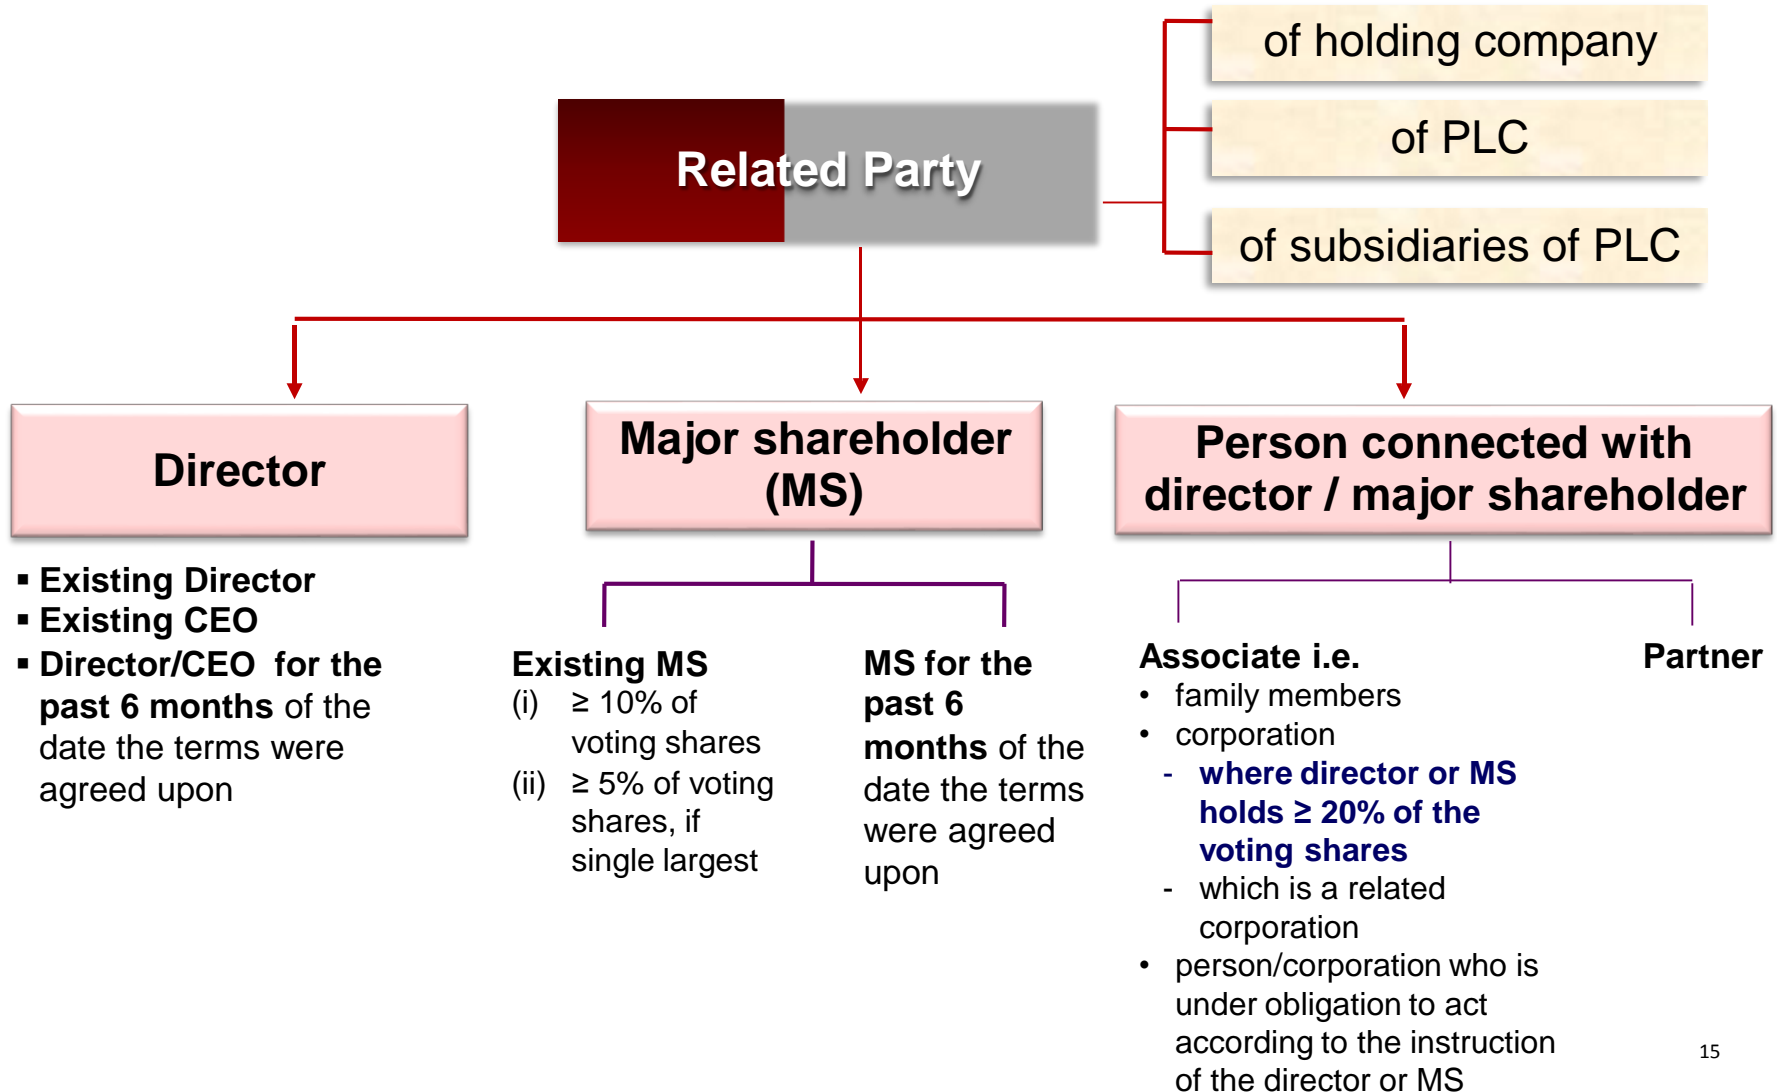 of holding company
Related Party
of PLC
of subsidiaries of PLC
Director
▪ Existing Director
▪ Existing CEO
▪ Director/CEO for the
past 6 months of the
date the terms were
agreed upon
Major shareholder
(MS)
Existing MS
(i) ≥ 10% of
voting shares
(ii) ≥ 5% of voting
shares, if
single largest
MS for the
past 6
months of the
date the terms
were agreed
upon
Person connected with
director / major shareholder
Associate i.e.
• family members
• corporation
- where director or MS
holds ≥ 20% of the
voting shares
- which is a related
corporation
• person/corporation who is
under obligation to act
according to the instruction
of the director or MS
Partner
15